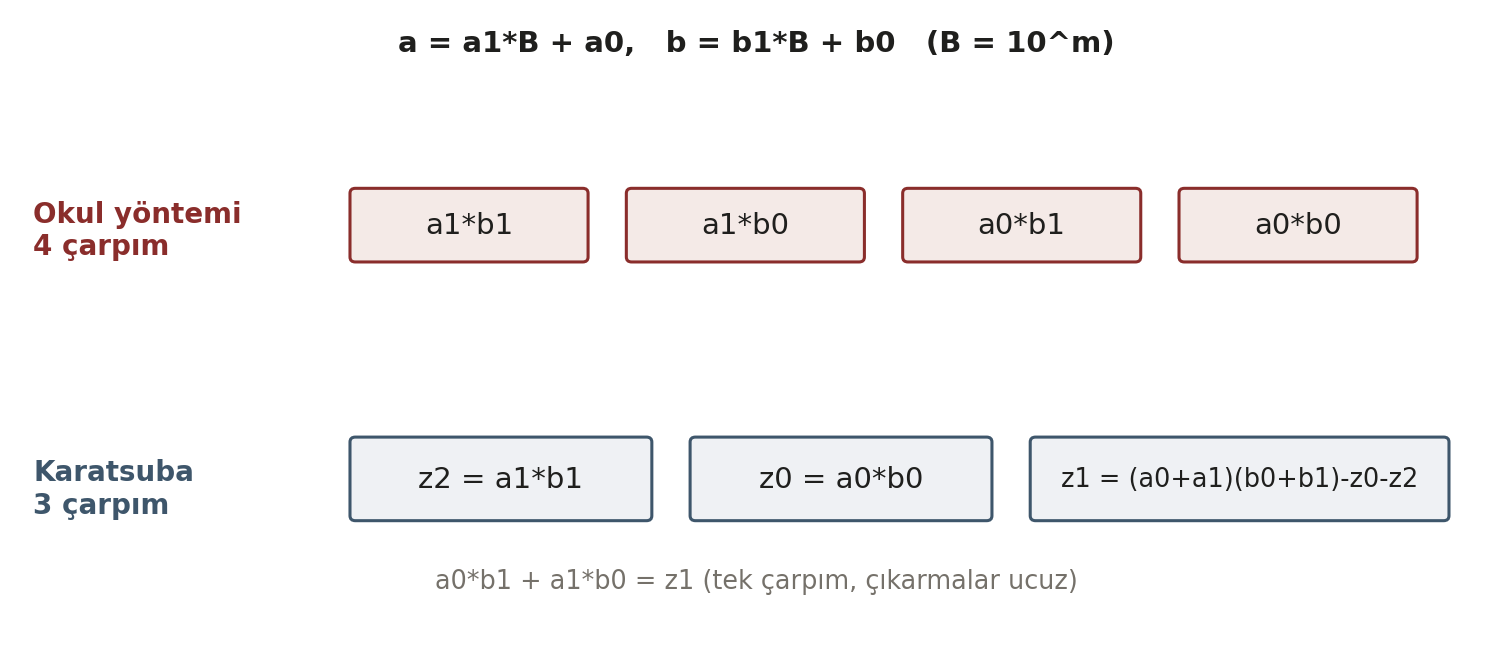 a = a1*B + a0,   b = b1*B + b0   (B = 10^m)
Okul yöntemi
4 çarpım
a1*b1
a1*b0
a0*b1
a0*b0
Karatsuba
3 çarpım
z2 = a1*b1
z0 = a0*b0
z1 = (a0+a1)(b0+b1)-z0-z2
a0*b1 + a1*b0 = z1 (tek çarpım, çıkarmalar ucuz)